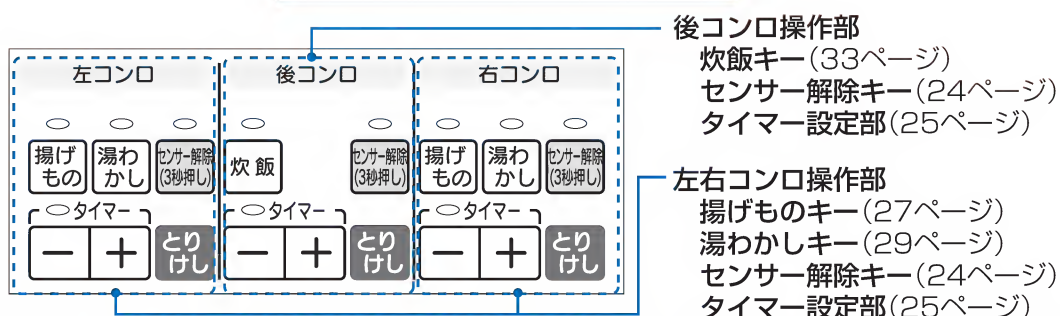 左コンロ 後コンロ 右コンロ
揚げもの 湯わかし センサー解除(3秒押し) 炊飯 センサー解除(3秒押し) 揚げもの 湯わかし センサー解除(3秒押し)
タイマー タイマー タイマー
− + とりけし − + とりけし − + とりけし
後コンロ操作部
炊飯キー(33ページ)
センサー解除キー(24ページ)
タイマー設定部(25ページ)
左右コンロ操作部
揚げものキー(27ページ)
湯わかしキー(29ページ)
センサー解除キー(24ページ)
タイマー設定部(25ページ)